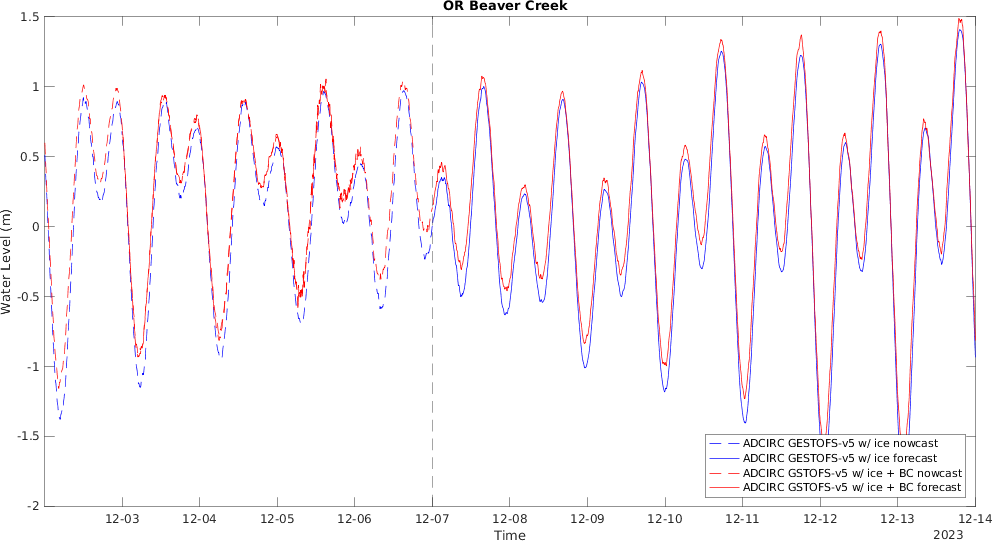 OR Beaver Creek
1.5
1
0.5
0
-0.5
-1
-1.5
-2
Water Level (m)
ADCIRC GESTOFS-v5 w/ ice nowcast
ADCIRC GESTOFS-v5 w/ ice forecast
ADCIRC GSTOFS-v5 w/ ice + BC nowcast
ADCIRC GSTOFS-v5 w/ ice + BC forecast
12-03 12-04 12-05 12-06 12-07 12-08 12-09 12-10 12-11 12-12 12-13 12-14
Time
2023